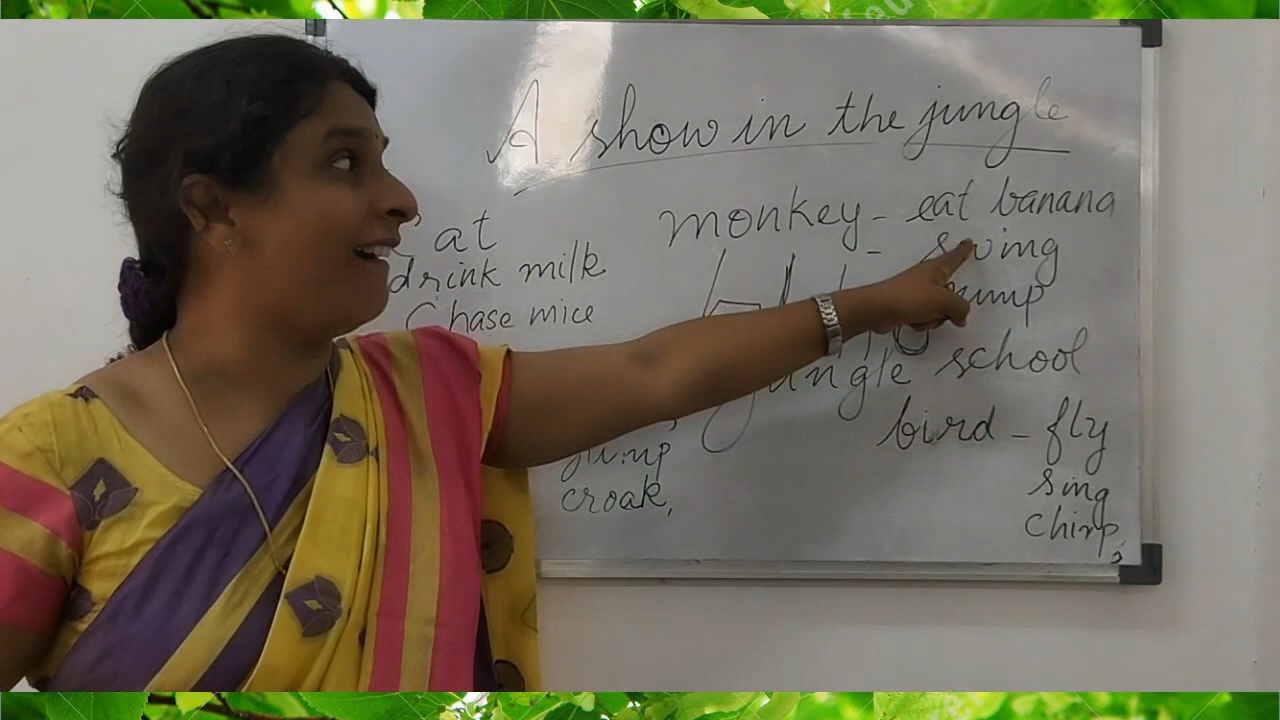 A show in the jungle
Cat
drink milk
Chase mice
monkey - eat banana
- swing
jump
jungle school
bird - fly
sing
chirp,
jump
croak,